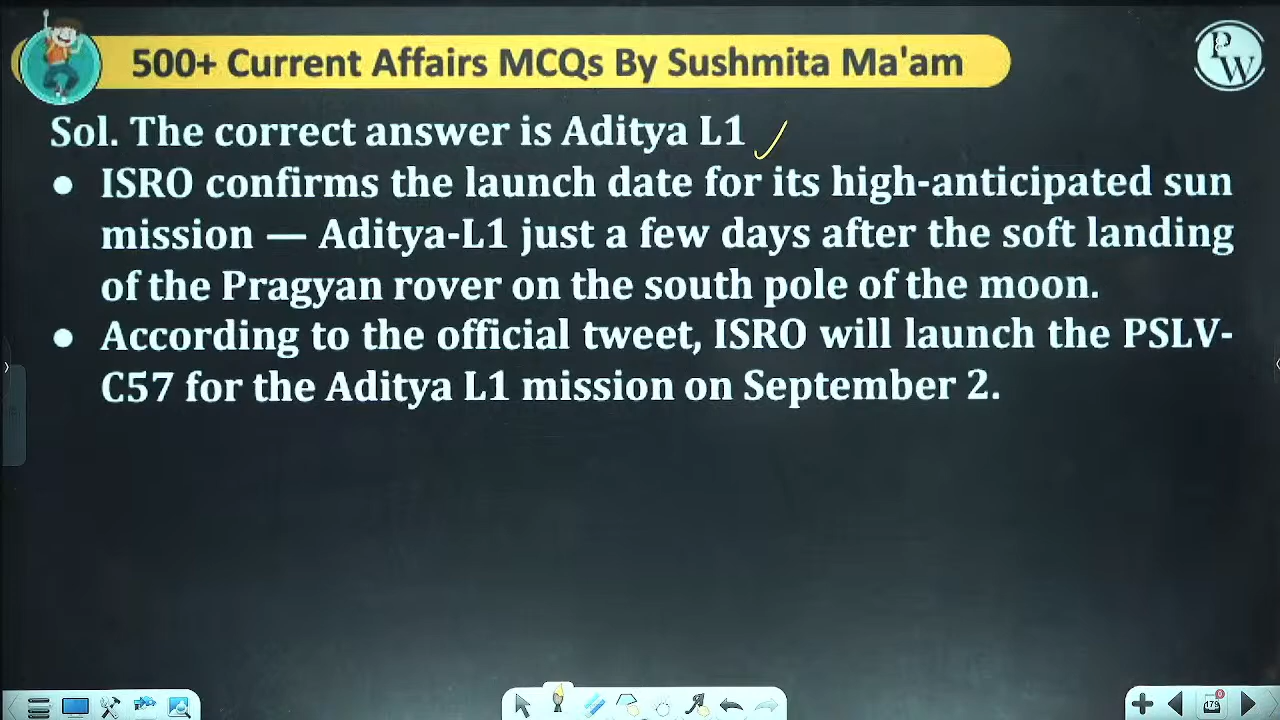 500+ Current Affairs MCQs By Sushmita Ma'am
PW
Sol. The correct answer is Aditya L1
● ISRO confirms the launch date for its high-anticipated sun
mission — Aditya-L1 just a few days after the soft landing
of the Pragyan rover on the south pole of the moon.
● According to the official tweet, ISRO will launch the PSLV-
C57 for the Aditya L1 mission on September 2.
179
0